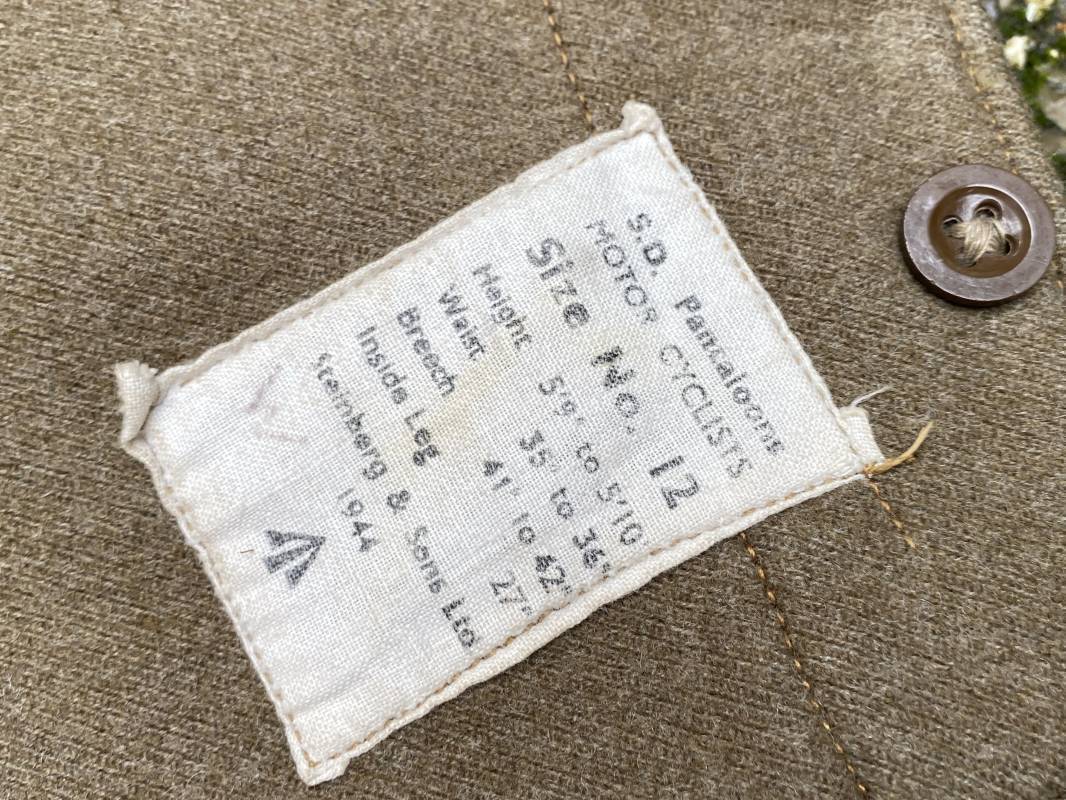 S.D. Pantaloons
MOTOR CYCLISTS
Size No. 12
Height 5'9" to 5'10"
Waist 35" to 36"
Breech 41" to 42"
Inside Leg 27"
Sternberg & Sons Ltd
1944